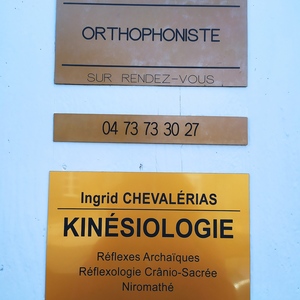 ORTHOPHONISTE
SUR RENDEZ-VOUS
04 73 73 30 27
Ingrid CHEVALÉRIAS
KINÉSIOLOGIE
Réflexes Archaïques
Réflexologie Crânio-Sacrée
Niromathé